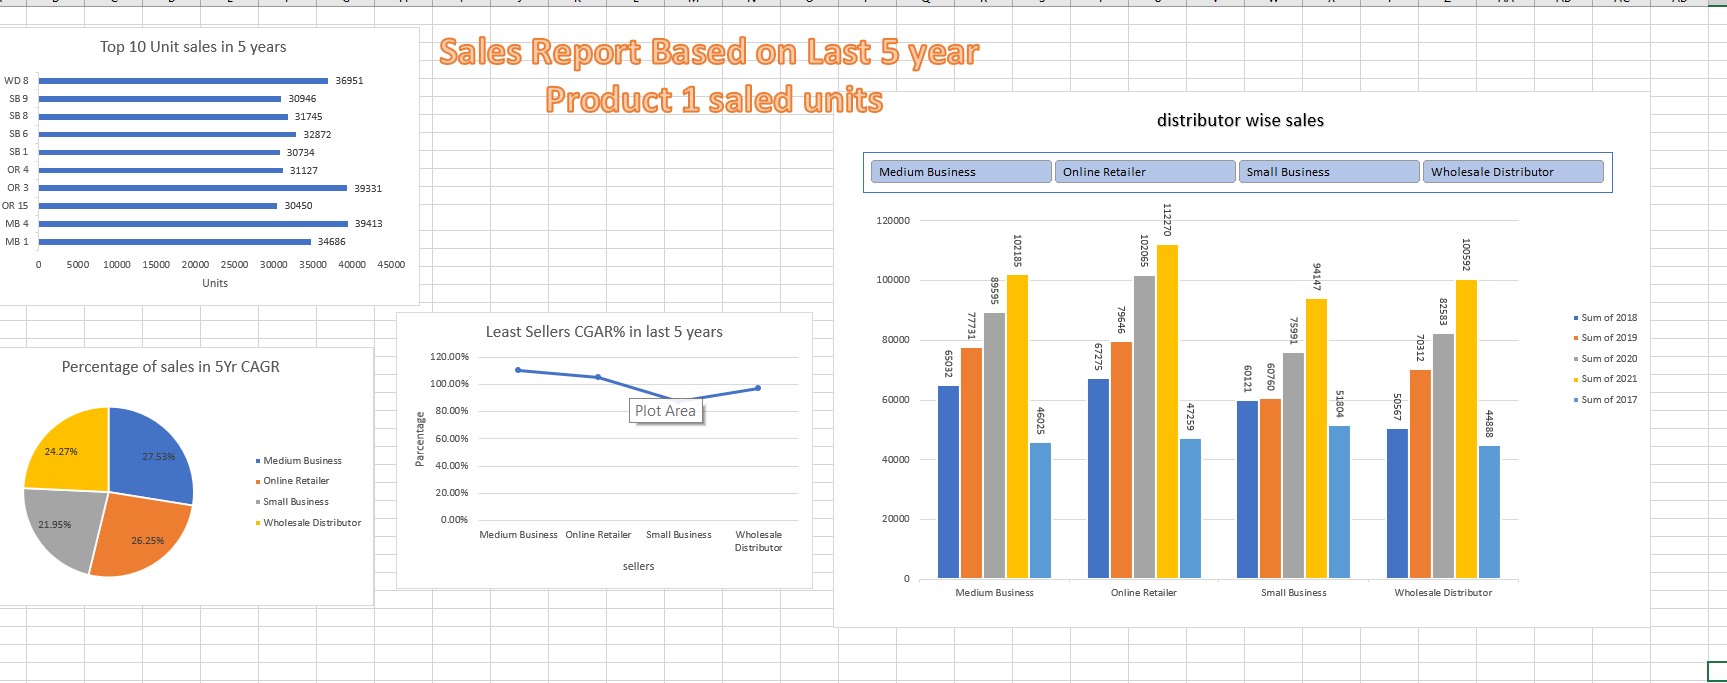 Sales Report Based on Last 5 year
Product 1 saled units
Top 10 Unit sales in 5 years
WD 8 36951
SB 9 30946
SB 8 31745
SB 6 32872
SB 1 30734
OR 4 31127
OR 3 39331
OR 15 30450
MB 4 39413
MB 1 34686
0 5000 10000 15000 20000 25000 30000 35000 40000 45000
Units
Percentage of sales in 5Yr CAGR
24.27%
27.53%
21.95%
26.25%
Medium Business
Online Retailer
Small Business
Wholesale Distributor
Least Sellers CGAR% in last 5 years
120.00%
100.00%
80.00%
60.00%
40.00%
20.00%
0.00%
Parcentage
Plot Area
Medium Business Online Retailer Small Business Wholesale
Distributor
sellers
distributor wise sales
Medium Business Online Retailer Small Business Wholesale Distributor
120000
100000
80000
60000
40000
20000
0
65032
77731
89595
102185
46025
67275
79646
102065
112270
47259
60121
60760
75991
94147
51804
50567
70312
82583
100592
44888
Medium Business Online Retailer Small Business Wholesale Distributor
Sum of 2018
Sum of 2019
Sum of 2020
Sum of 2021
Sum of 2017